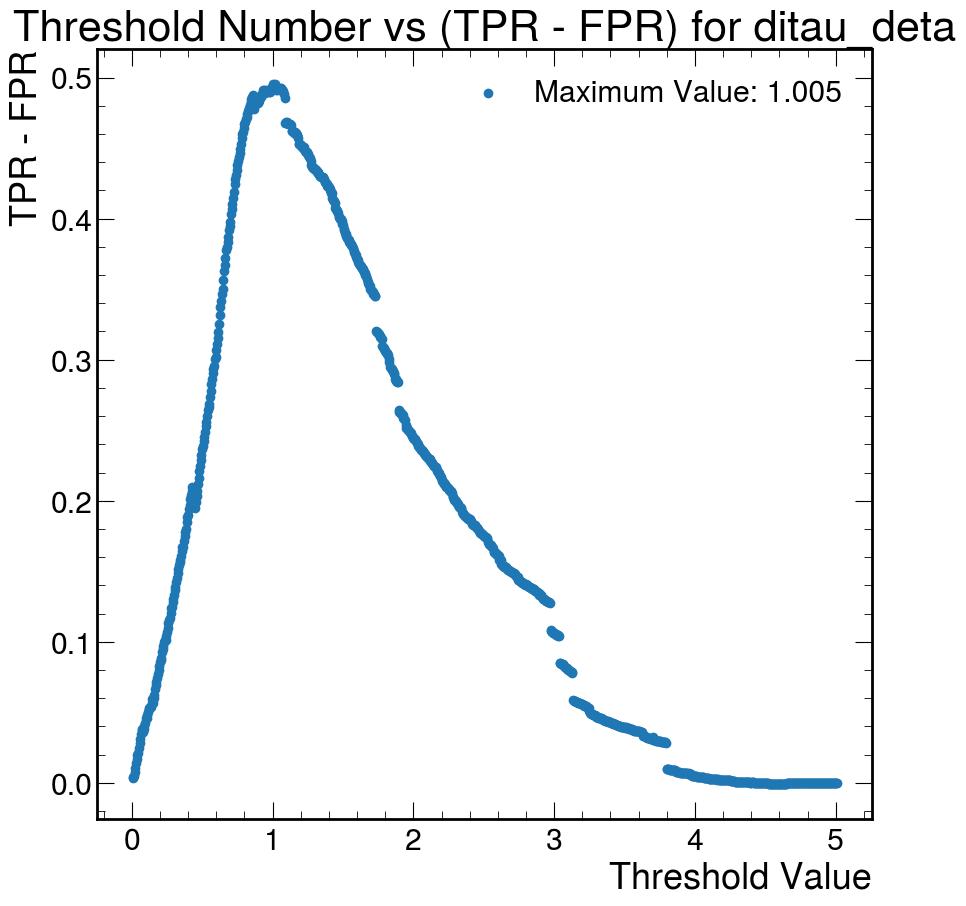 Threshold Number vs (TPR - FPR) for ditau_deta
TPR - FPR
Maximum Value: 1.005
0.5
0.4
0.3
0.2
0.1
0.0
0 1 2 3 4 5
Threshold Value